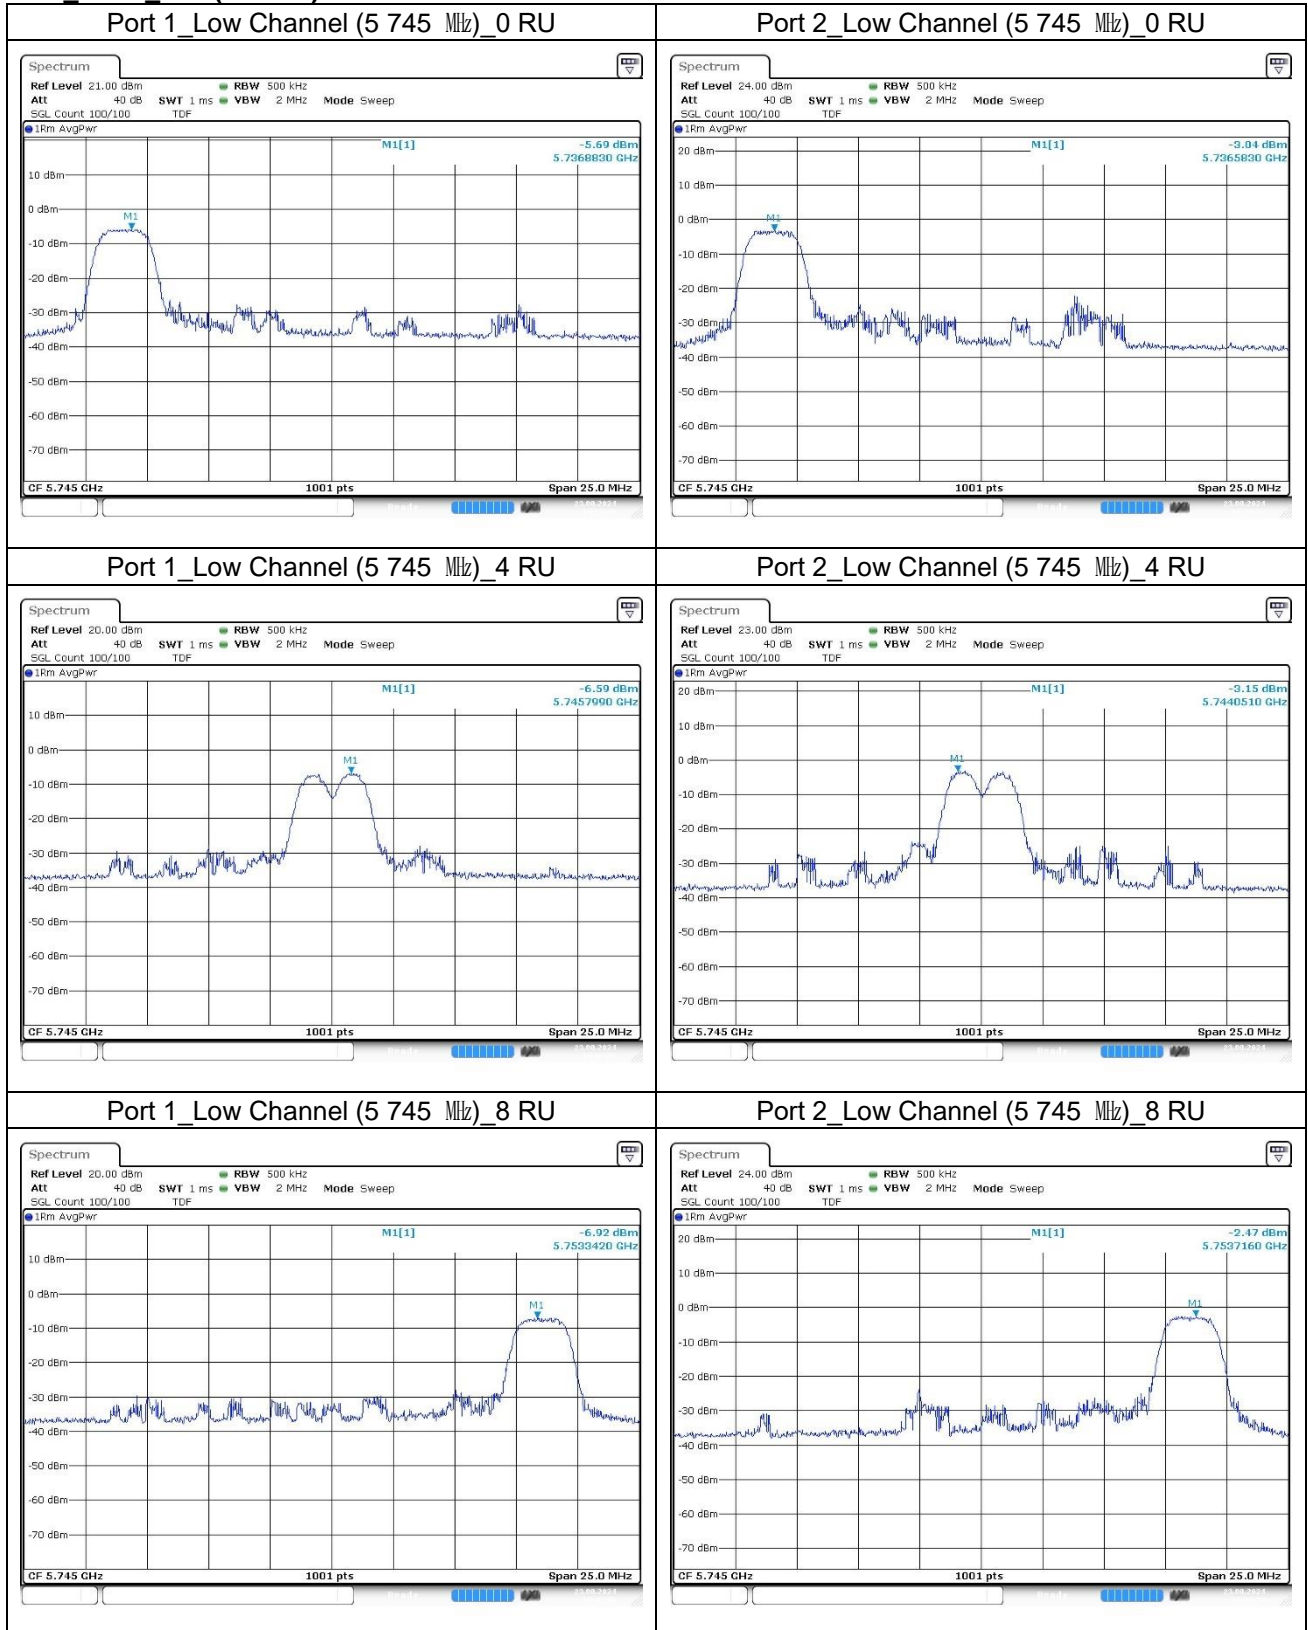 Port 1_Low Channel (5 745 ㎒)_0 RU
Port 2_Low Channel (5 745 ㎒)_0 RU
Spectrum
Ref Level 21.00 dBm RBW 500 kHz
Att 40 dB SWT 1 ms VBW 2 MHz Mode Sweep
SGL Count 100/100 TDF
1Rm AvgPwr
M1[1] -5.69 dBm
5.7368830 GHz
10 dBm
0 dBm
M1
-10 dBm
-20 dBm
-30 dBm
-40 dBm
-50 dBm
-60 dBm
-70 dBm
CF 5.745 GHz 1001 pts Span 25.0 MHz
Spectrum
Ref Level 24.00 dBm RBW 500 kHz
Att 40 dB SWT 1 ms VBW 2 MHz Mode Sweep
SGL Count 100/100 TDF
1Rm AvgPwr
20 dBm
M1[1] -3.04 dBm
5.7365830 GHz
10 dBm
0 dBm
M1
-10 dBm
-20 dBm
-30 dBm
-40 dBm
-50 dBm
-60 dBm
-70 dBm
CF 5.745 GHz 1001 pts Span 25.0 MHz
Port 1_Low Channel (5 745 ㎒)_4 RU
Port 2_Low Channel (5 745 ㎒)_4 RU
Spectrum
Ref Level 20.00 dBm RBW 500 kHz
Att 40 dB SWT 1 ms VBW 2 MHz Mode Sweep
SGL Count 100/100 TDF
1Rm AvgPwr
M1[1] -6.59 dBm
5.7457990 GHz
10 dBm
0 dBm
M1
-10 dBm
-20 dBm
-30 dBm
-40 dBm
-50 dBm
-60 dBm
-70 dBm
CF 5.745 GHz 1001 pts Span 25.0 MHz
Spectrum
Ref Level 23.00 dBm RBW 500 kHz
Att 40 dB SWT 1 ms VBW 2 MHz Mode Sweep
SGL Count 100/100 TDF
1Rm AvgPwr
20 dBm
M1[1] -3.15 dBm
5.7440510 GHz
10 dBm
0 dBm
M1
-10 dBm
-20 dBm
-30 dBm
-40 dBm
-50 dBm
-60 dBm
-70 dBm
CF 5.745 GHz 1001 pts Span 25.0 MHz
Port 1_Low Channel (5 745 ㎒)_8 RU
Port 2_Low Channel (5 745 ㎒)_8 RU
Spectrum
Ref Level 20.00 dBm RBW 500 kHz
Att 40 dB SWT 1 ms VBW 2 MHz Mode Sweep
SGL Count 100/100 TDF
1Rm AvgPwr
M1[1] -6.92 dBm
5.7533420 GHz
10 dBm
0 dBm
M1
-10 dBm
-20 dBm
-30 dBm
-40 dBm
-50 dBm
-60 dBm
-70 dBm
CF 5.745 GHz 1001 pts Span 25.0 MHz
Spectrum
Ref Level 24.00 dBm RBW 500 kHz
Att 40 dB SWT 1 ms VBW 2 MHz Mode Sweep
SGL Count 100/100 TDF
1Rm AvgPwr
20 dBm
M1[1] -2.47 dBm
5.7537160 GHz
10 dBm
0 dBm
M1
-10 dBm
-20 dBm
-30 dBm
-40 dBm
-50 dBm
-60 dBm
-70 dBm
CF 5.745 GHz 1001 pts Span 25.0 MHz